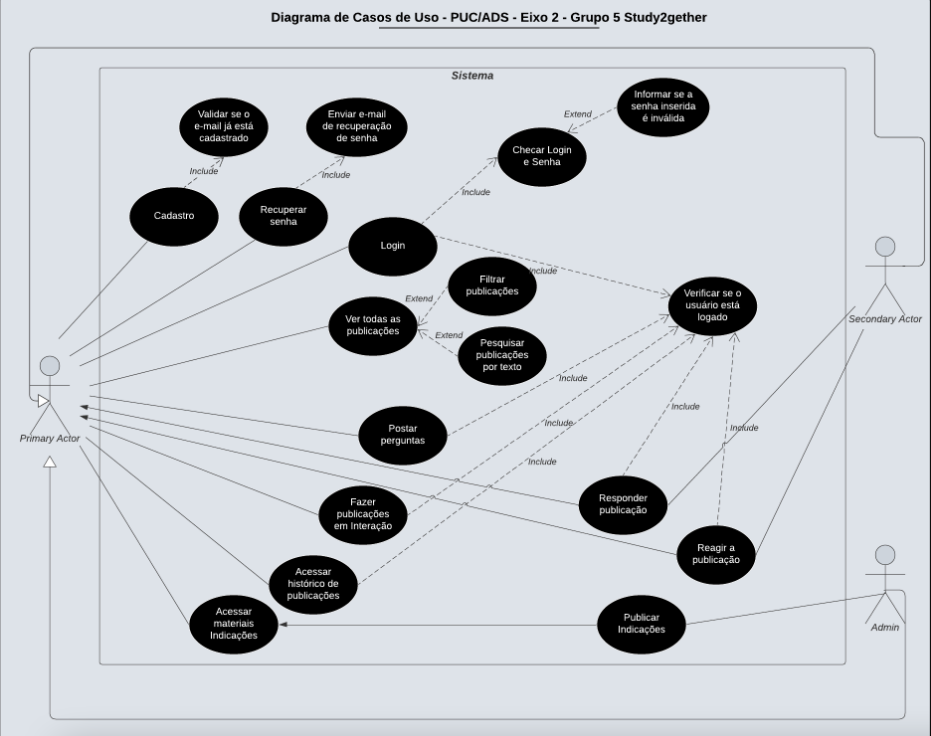 Diagrama de Casos de Uso - PUC/ADS - Eixo 2 - Grupo 5 Study2gether
Sistema
Validar se o
e-mail já está
cadastrado
Enviar e-mail
de recuperação
de senha
Informar se a
senha inserida
é inválida
Extend
Checar Login
e Senha
Include
Include
Include
Cadastro
Recuperar
senha
Login
Include
Filtrar
publicações
Verificar se o
usuário está
logado
Extend
Ver todas as
publicações
Extend
Pesquisar
publicações
por texto
Secondary Actor
Include
Include
Include
Include
Include
Primary Actor
Postar
perguntas
Fazer
publicações
em Interação
Responder
publicação
Reagir a
publicação
Acessar
histórico de
publicações
Acessar
materiais
Indicações
Publicar
Indicações
Admin